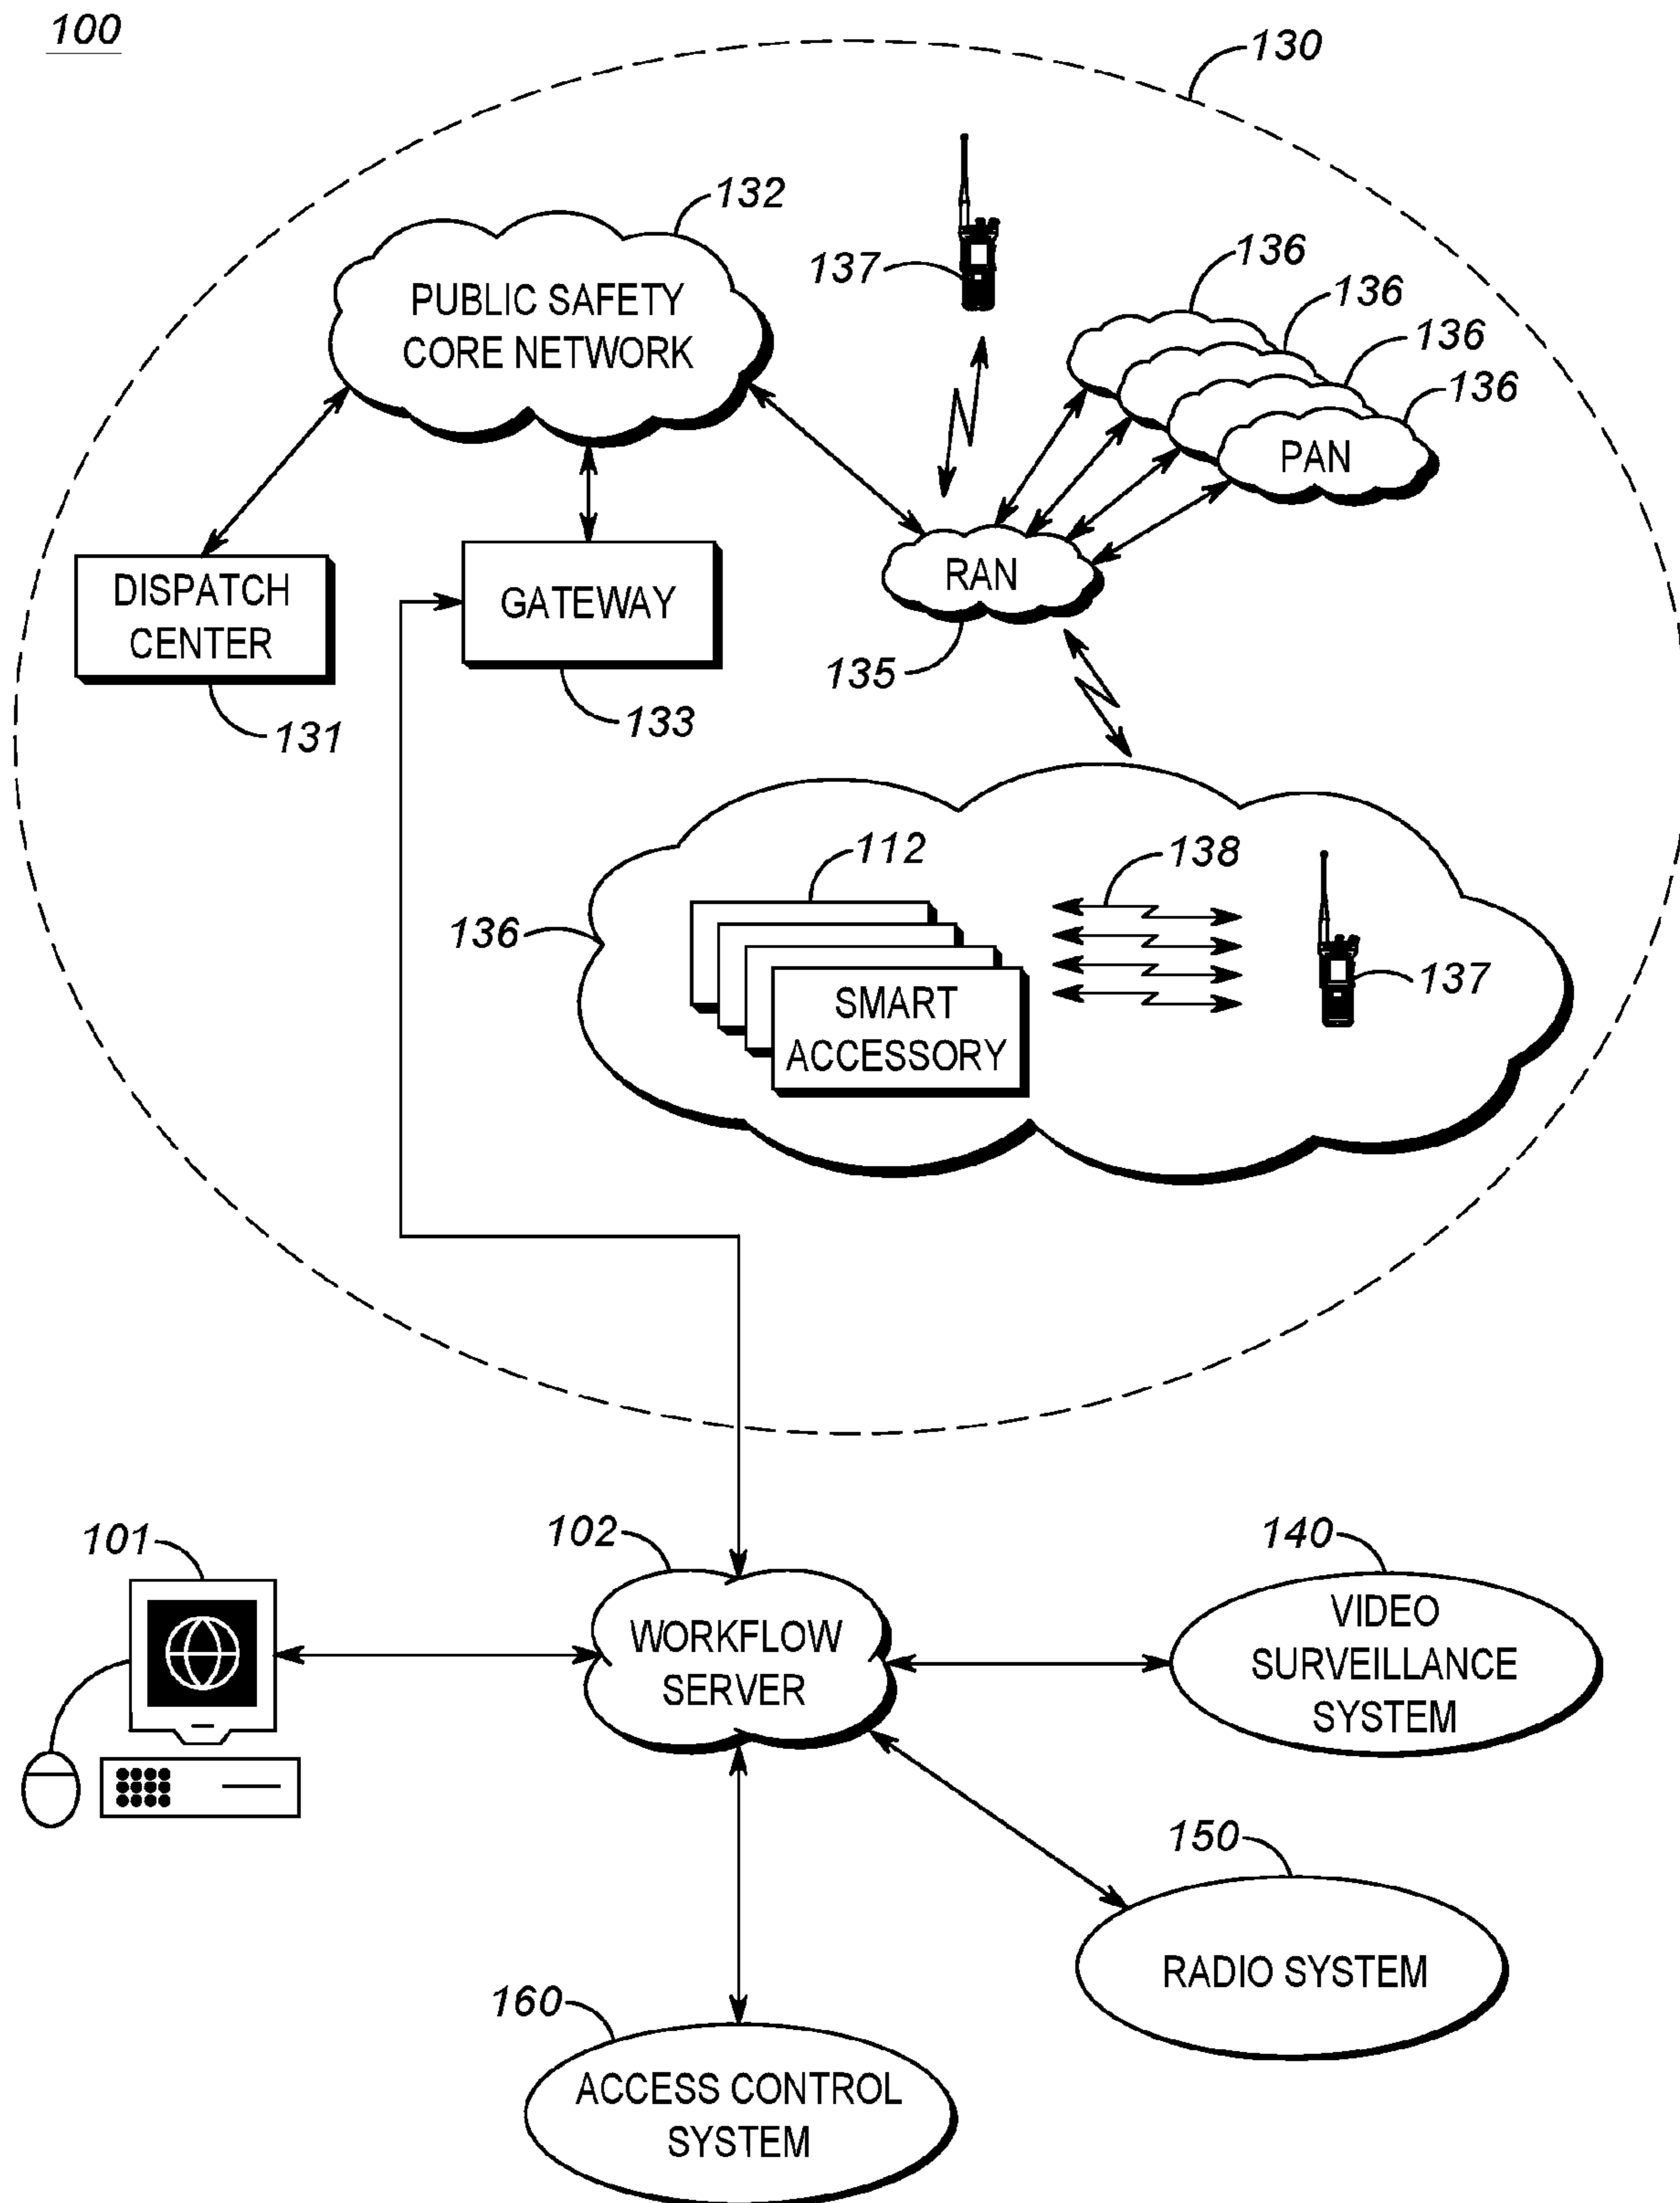 100
130
132
PUBLIC SAFETY
CORE NETWORK
137
136
136
136
136
PAN
DISPATCH
CENTER
131
GATEWAY
133
RAN
135
112
138
136
SMART
ACCESSORY
137
101
102
WORKFLOW
SERVER
140
VIDEO
SURVEILLANCE
SYSTEM
150
RADIO SYSTEM
160
ACCESS CONTROL
SYSTEM